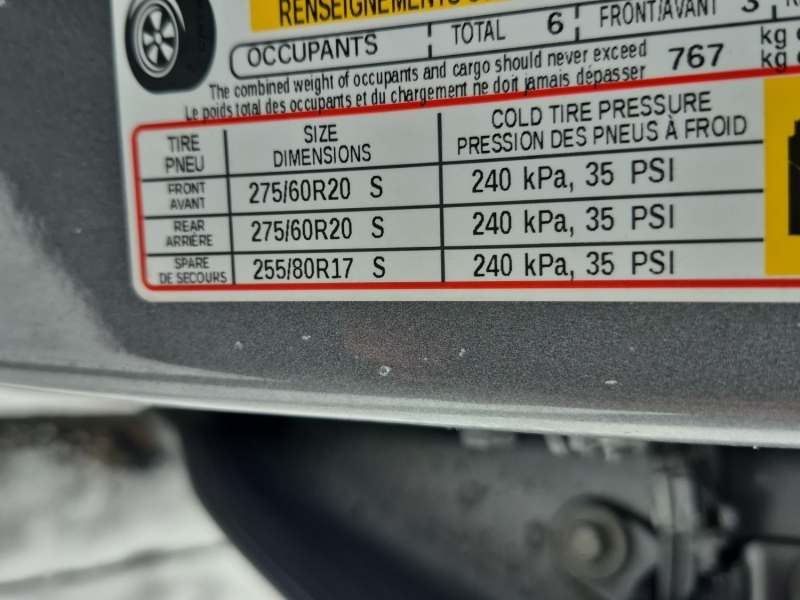 RENSEIGNEMENTS
OCCUPANTS TOTAL 6 FRONT/AVANT 3
The combined weight of occupants and cargo should never exceed 767 kg
Le poids total des occupants et du chargement ne doit jamais dépasser kg
TIRE SIZE COLD TIRE PRESSURE
PNEU DIMENSIONS PRESSION DES PNEUS À FROID
FRONT
AVANT 275/60R20 S 240 kPa, 35 PSI
REAR
ARRIÈRE 275/60R20 S 240 kPa, 35 PSI
SPARE
DE SECOURS 255/80R17 S 240 kPa, 35 PSI